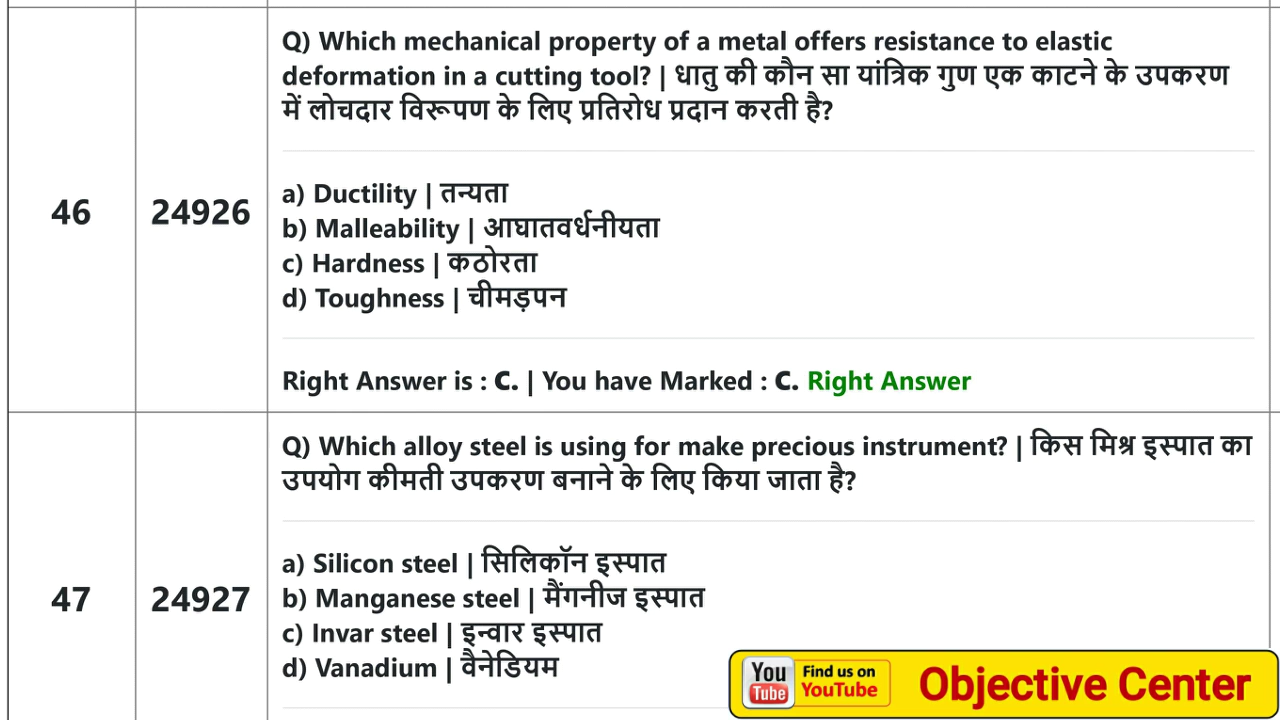 46
24926
Q) Which mechanical property of a metal offers resistance to elastic
deformation in a cutting tool? | धातु की कौन सा यांत्रिक गुण एक काटने के उपकरण
में लोचदार विरूपण के लिए प्रतिरोध प्रदान करती है?
a) Ductility | तन्यता
b) Malleability | आघातवर्धनीयता
c) Hardness | कठोरता
d) Toughness | चीमड़पन
Right Answer is : C. | You have Marked : C. Right Answer
47
24927
Q) Which alloy steel is using for make precious instrument? | किस मिश्र इस्पात का
उपयोग कीमती उपकरण बनाने के लिए किया जाता है?
a) Silicon steel | सिलिकॉन इस्पात
b) Manganese steel | मैंगनीज इस्पात
c) Invar steel | इन्वार इस्पात
d) Vanadium | वैनेडियम
You
Tube
Find us on
YouTube
Objective Center